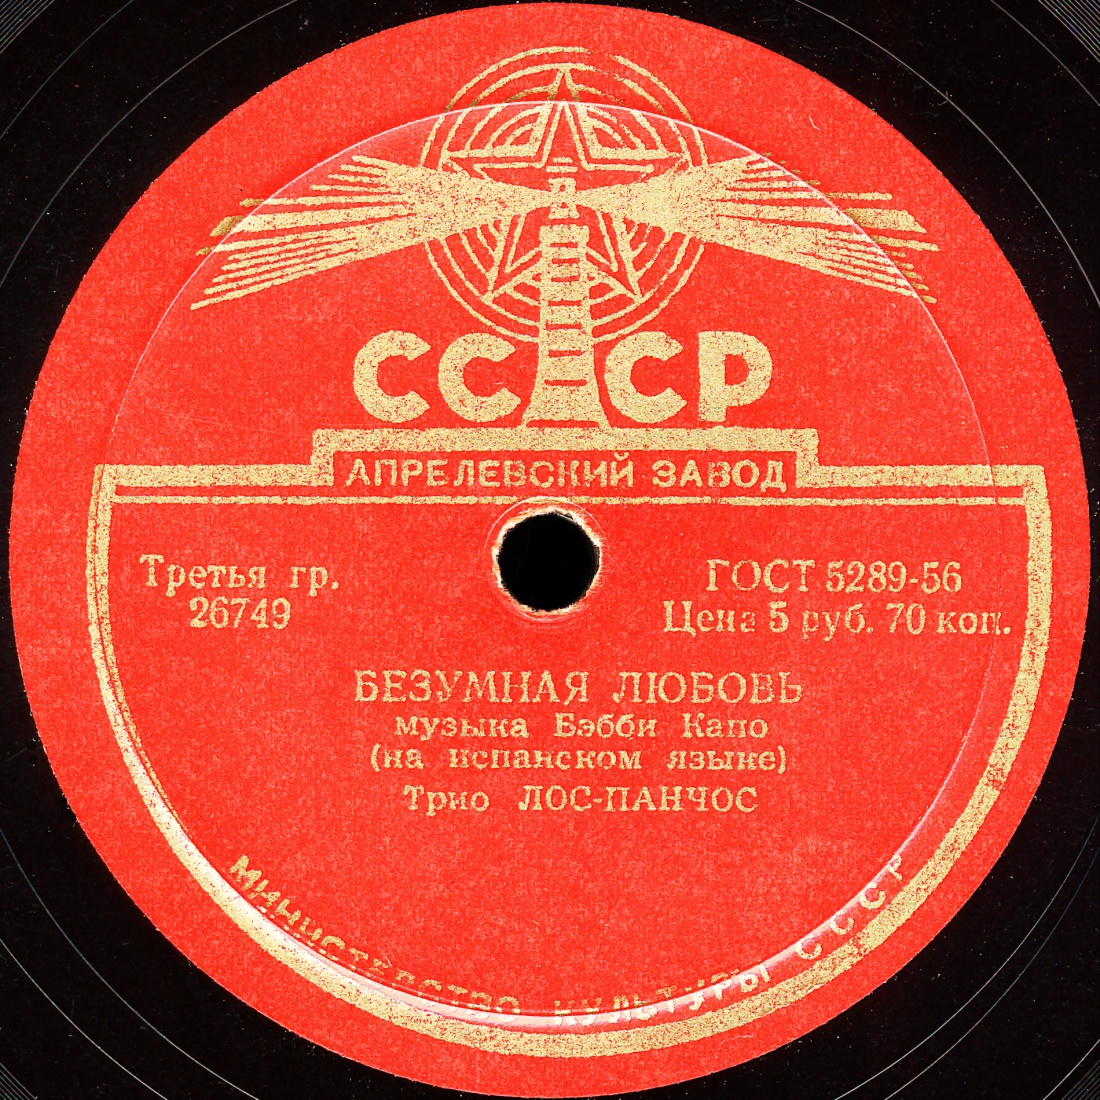 СССР
АПРЕЛЕВСКИЙ ЗАВОД
Третья гр.
26749
ГОСТ 5289-56
Цена 5 руб. 70 коп.
БЕЗУМНАЯ ЛЮБОВЬ
музыка Бэбби Капо
(на испанском языке)
Трио ЛОС-ПАНЧОС
МИНИСТЕРСТВО КУЛЬТУРЫ СССР